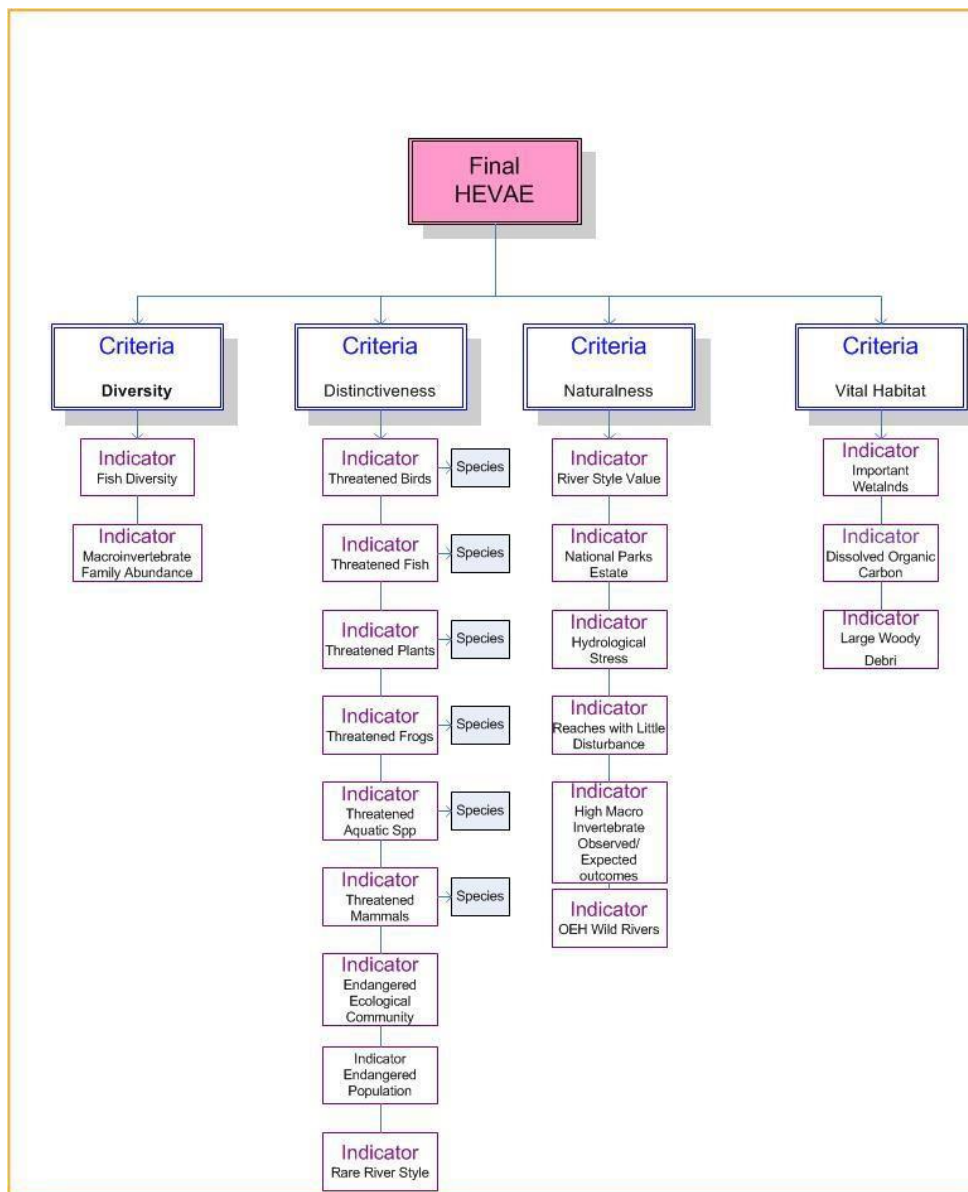 Final
HEVAE
Criteria
Diversity
Indicator
Fish Diversity
Indicator
Macroinvertebrate
Family Abundance
Criteria
Distinctiveness
Indicator
Threatened Birds
Species
Indicator
Threatened Fish
Species
Indicator
Threatened Plants
Species
Indicator
Threatened Frogs
Species
Indicator
Threatened
Aquatic Spp
Species
Indicator
Threatened
Mammals
Species
Indicator
Endangered
Ecological
Community
Indicator
Endangered
Population
Indicator
Rare River Style
Criteria
Naturalness
Indicator
River Style Value
Indicator
National Parks
Estate
Indicator
Hydrological
Stress
Indicator
Reaches with Little
Disturbance
Indicator
High Macro
Invertebrate
Observed/
Expected
outcomes
Indicator
OEH Wild Rivers
Criteria
Vital Habitat
Indicator
Important
Wetalnds
Indicator
Dissolved Organic
Carbon
Indicator
Large Woody
Debri